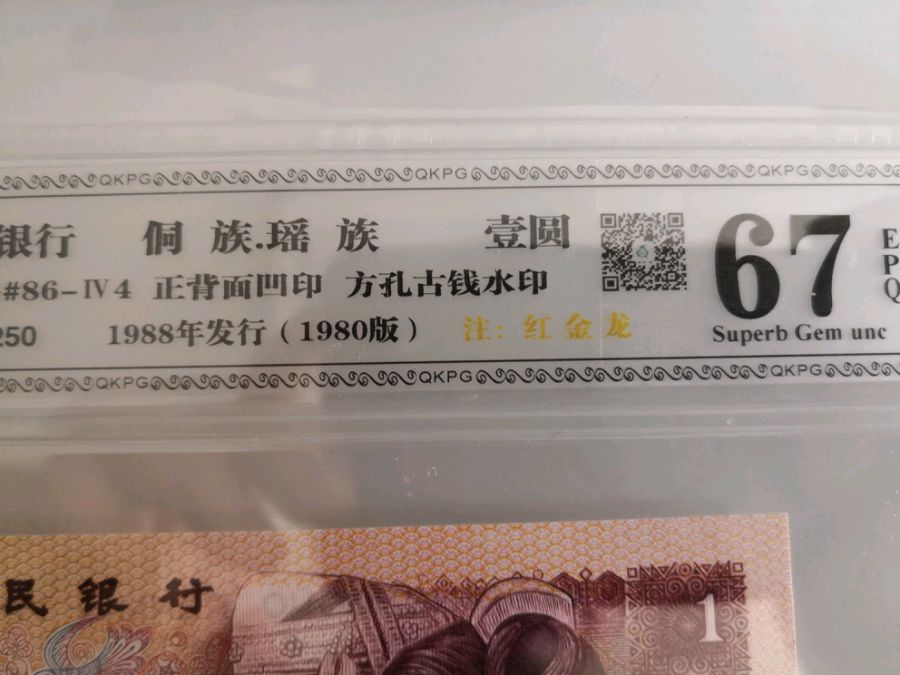 QKPG QKPG QKPG
银行 侗族.瑶族 壹圆
#86-Ⅳ4 正背面凹印 方孔古钱水印
250 1988年发行（1980版） 注: 红金龙
67
Superb Gem unc
E
P
Q
QKPG QKPG QKPG
民银行
1